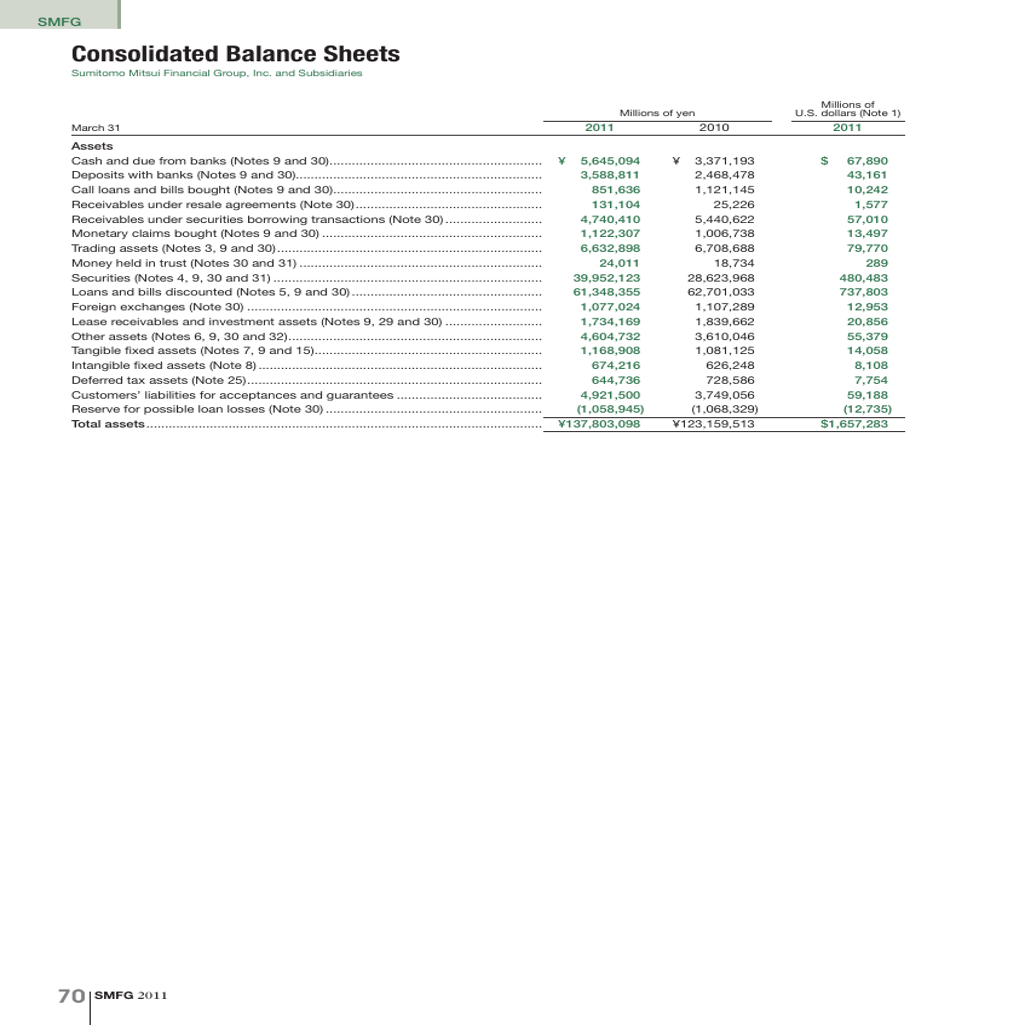 SMFG
Consolidated Balance Sheets
Sumitomo Mitsui Financial Group, Inc. and Subsidiaries
Millions of yen Millions of U.S. dollars (Note 1)
March 31 2011 2010 2011
Assets
Cash and due from banks (Notes 9 and 30) ¥ 5,645,094 ¥ 3,371,193 $ 67,890
Deposits with banks (Notes 9 and 30) 3,588,811 2,468,478 43,161
Call loans and bills bought (Notes 9 and 30) 851,636 1,121,145 10,242
Receivables under resale agreements (Note 30) 131,104 25,226 1,577
Receivables under securities borrowing transactions (Note 30) 4,740,410 5,440,622 57,010
Monetary claims bought (Notes 9 and 30) 1,122,307 1,006,738 13,497
Trading assets (Notes 3, 9 and 30) 6,632,898 6,708,688 79,770
Money held in trust (Notes 30 and 31) 24,011 18,734 289
Securities (Notes 4, 9, 30 and 31) 39,952,123 28,623,968 480,483
Loans and bills discounted (Notes 5, 9 and 30) 61,348,355 62,701,033 737,803
Foreign exchanges (Note 30) 1,077,024 1,107,289 12,953
Lease receivables and investment assets (Notes 9, 29 and 30) 1,734,169 1,839,662 20,856
Other assets (Notes 6, 9, 30 and 32) 4,604,732 3,610,046 55,379
Tangible fixed assets (Notes 7, 9 and 15) 1,168,908 1,081,125 14,058
Intangible fixed assets (Note 8) 674,216 626,248 8,108
Deferred tax assets (Note 25) 644,736 728,586 7,754
Customers' liabilities for acceptances and guarantees 4,921,500 3,749,056 59,188
Reserve for possible loan losses (Note 30) (1,058,945) (1,068,329) (12,735)
Total assets ¥137,803,098 ¥123,159,513 $1,657,283
70 SMFG 2011